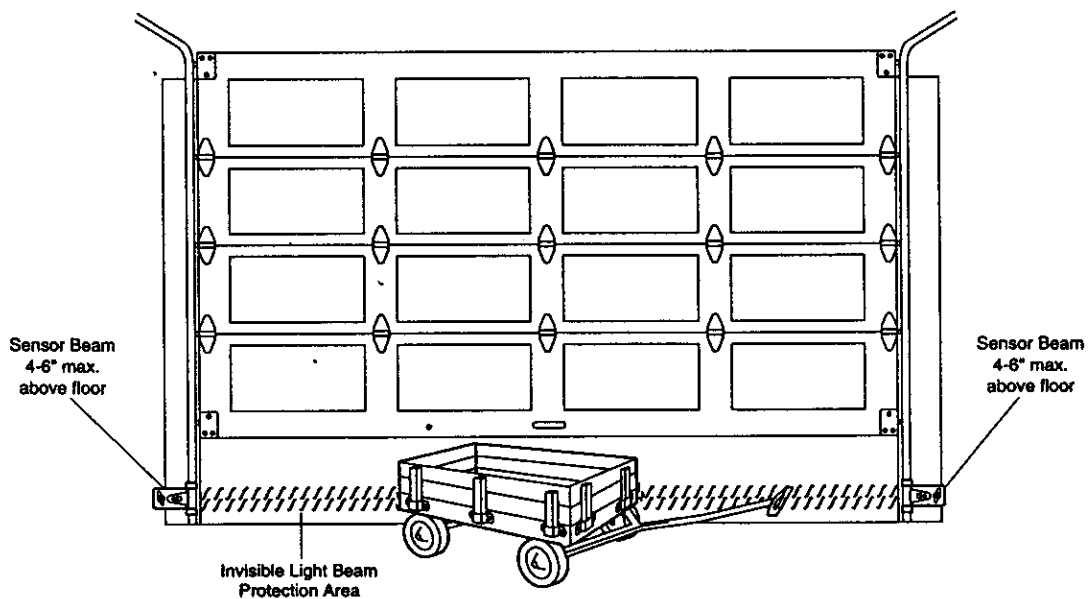 Sensor Beam
4-6" max.
above floor
Sensor Beam
4-6" max.
above floor
Invisible Light Beam
Protection Area